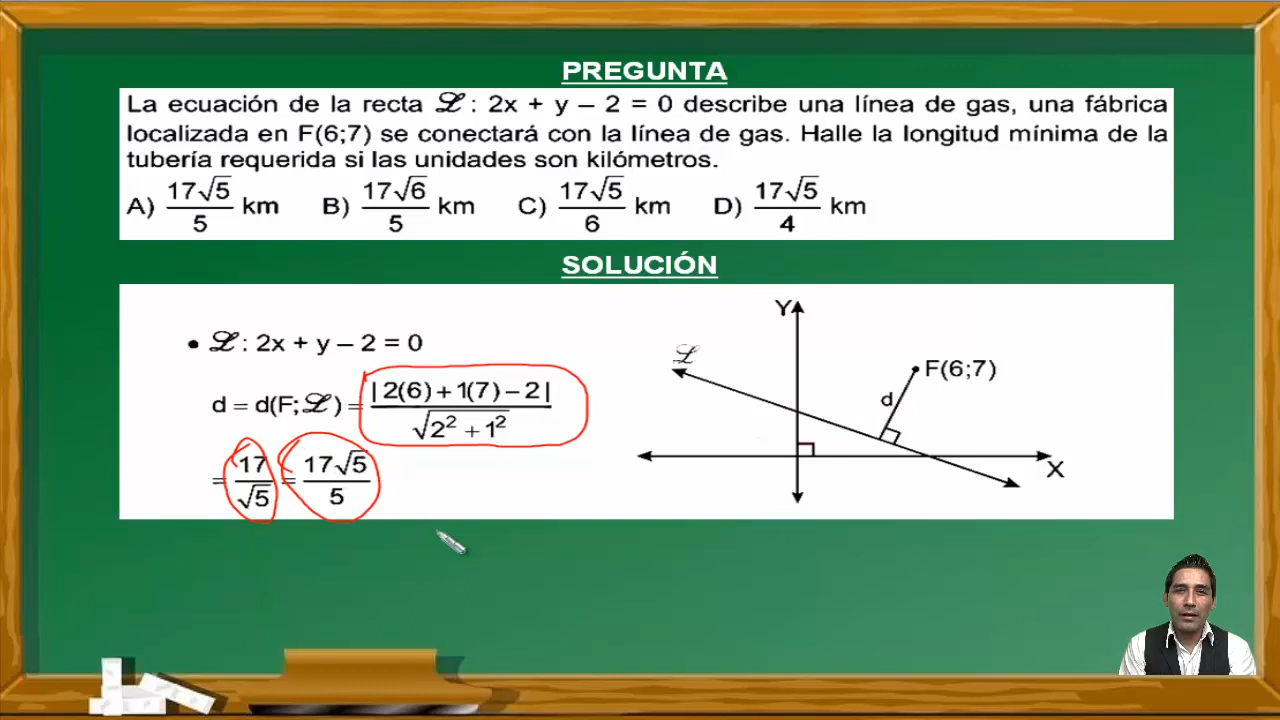 PREGUNTA
La ecuación de la recta ℒ : 2x + y – 2 = 0 describe una línea de gas, una fábrica
localizada en F(6;7) se conectará con la línea de gas. Halle la longitud mínima de la
tubería requerida si las unidades son kilómetros.
A) 17√5/5 km B) 17√6/5 km C) 17√5/6 km D) 17√5/4 km
SOLUCIÓN
• ℒ : 2x + y – 2 = 0
d = d(F; ℒ) = |2(6) + 1(7) – 2| / √(2² + 1²)
= 17/√5 = 17√5/5
Y
ℒ
F(6;7)
d
X